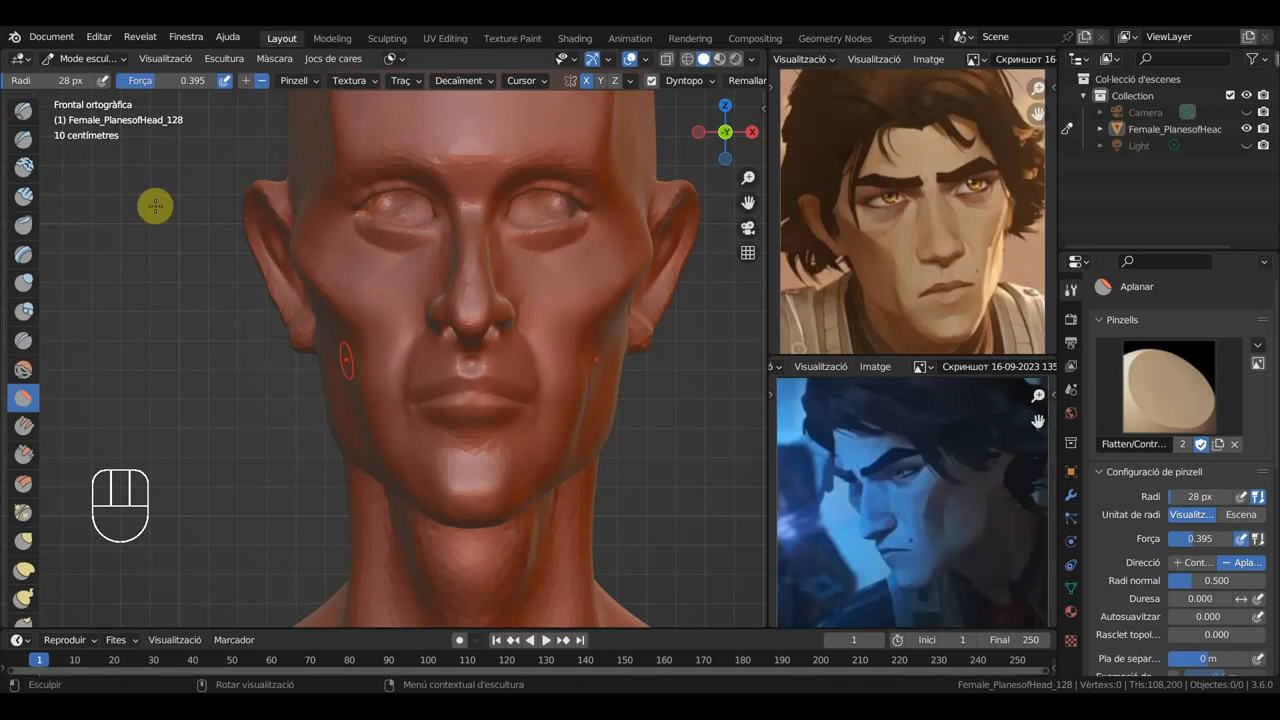 Document Editar Revelat Finestra Ajuda Layout Modeling Sculpting UV Editing Texture Paint Shading Animation Rendering Compositing Geometry Nodes Scripting Scene ViewLayer
Mode escul... Visualització Escultura Màscara Jocs de cares
Radi 28 px Força 0.395 Pinzell Textura Traç Decaïment Cursor X Y Z Dyntopo Remallar
Frontal ortogràfica
(1) Female_PlanesofHead_128
10 centímetres
Z
X
-Y
Visualització Visualització Imatge Скриншот 16
Visualització Imatge Скриншот 16-09-2023 135
Col·lecció d'escenes
Collection
Camera
Female_PlanesofHeac
Light
Aplanar
Pinzells
Flatten/Contr... 2
Configuració de pinzell
Radi 28 px
Unitat de radi Visualitz... Escena
Força 0.395
Direcció Cont... Apla...
Radi normal 0.500
Duresa 0.000
Autosuavitzar 0.000
Rasclet topol... 0.000
Pla de separ... 0 m
Reproduir Fites Visualització Marcador 1 Inici 1 Final 250
1 10 20 30 40 50 60 70 80 90 100 110 120 130 140 150 160 170 180 190 200 210 220 230 240 250
Esculpir Rotar visualització Menú contextual d'escultura Female_PlanesofHead_128 | Vèrtexs:0 | Tris:108,200 | Objectes:0/0 | 3.6.0